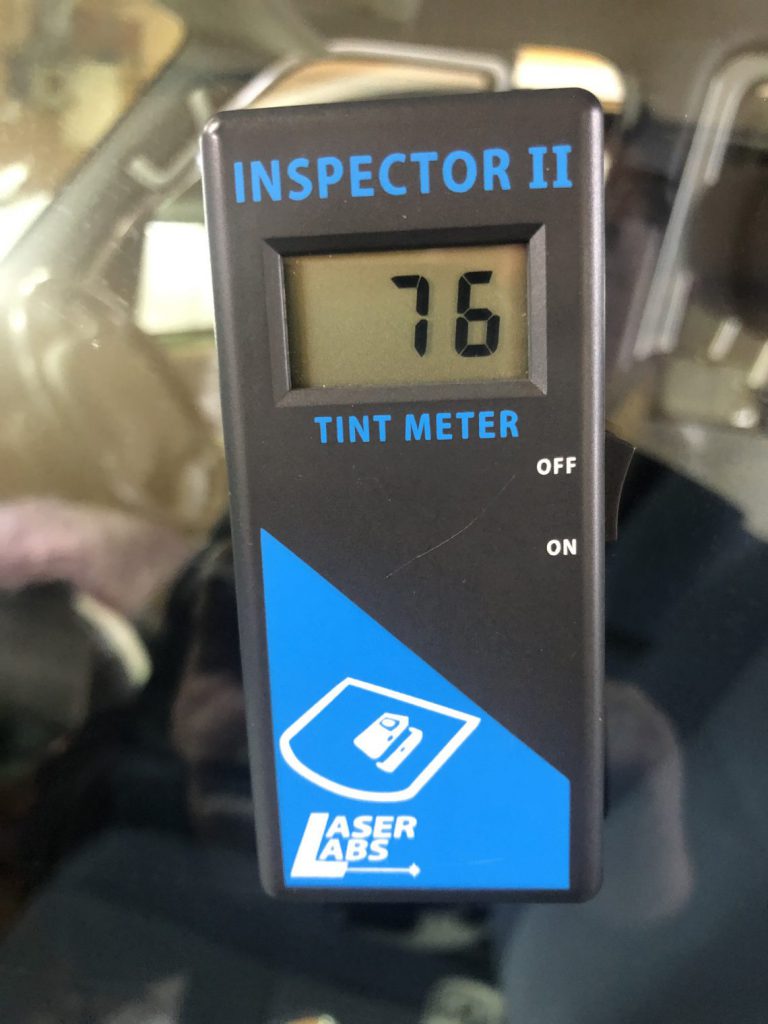 INSPECTOR II
76
TINT METER
OFF
ON
LASER
LABS